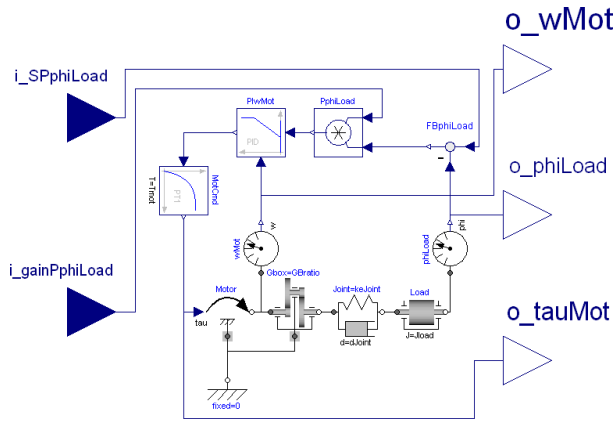 o_wMot
i_SPphiLoad
PIwMot
PphiLoad
FBphiLoad
PID
o_phiLoad
MotCmd
PT1
T=Tmot
w
phi
wMot
phiLoad
i_gainPphiLoad
Gbox=GBratio
Motor
Joint=keJoint
Load
o_tauMot
tau
d=dJoint
J=Jload
fixed=0